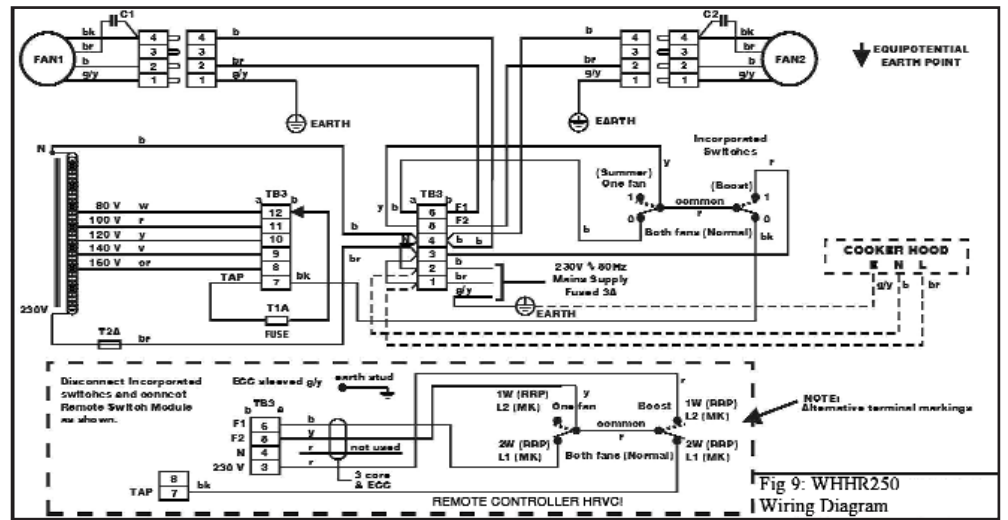 C1
bk
br
b
g/y
FAN1
4
3
2
1
4
3
2
1
b
br
g/y
EARTH
C2
bk
br
b
g/y
FAN2
4
3
2
1
4
3
2
1
b
br
g/y
EARTH
EQUIPOTENTIAL
EARTH POINT
N
b
80 V w
100 V r
120 V y
140 V v
160 V or
230V
T2A
br
TB3
a b
12
11
10
9
8
7
TAP
bk
T1A
FUSE
b
br
y
b
TB3
a b
6 F1
5 F2
N 4 b b
3
2 b
1 br
g/y
230V 50Hz
Mains Supply
Fused 3A
EARTH
Incorporated
Switches
y
r
(Summer)
One fan
(Boost)
1
0
common
r
1
0
b
Both fans (Normal)
bk
COOKER HOOD
E N L
g/y b br
Disconnect Incorporated
switches and connect
Remote Switch Module
as shown.
ECC sleeved g/y
earth stud
TB3
b a
F1 6 b
F2 5 y
N 4 r not used
230 V 3 r
3 core
& ECC
TAP
8
7
bk
1W (RRP)
L2 (MK)
One fan
y
Boost
r
1W (RRP)
L2 (MK)
common
r
2W (RRP)
L1 (MK)
Both fans (Normal)
2W (RRP)
L1 (MK)
NOTE:
Alternative terminal markings
REMOTE CONTROLLER HRVCI
Fig 9: WHHR250
Wiring Diagram